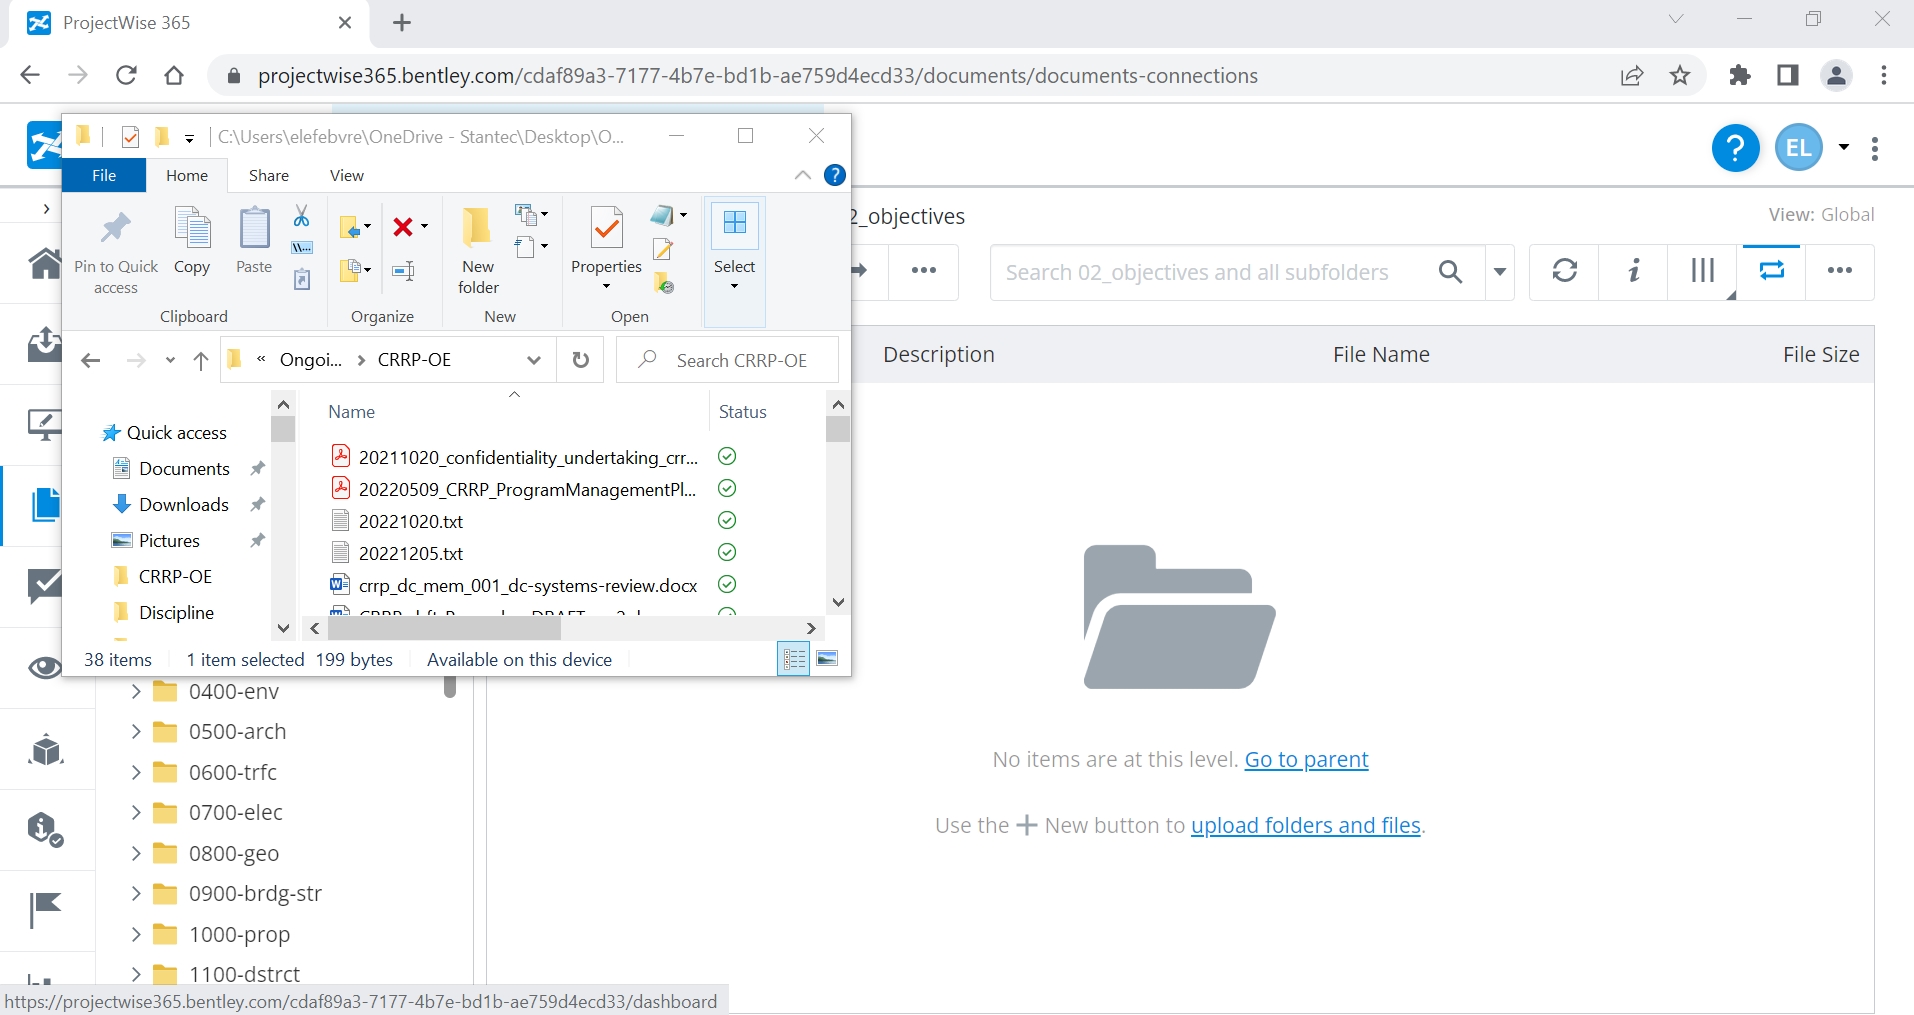 ProjectWise 365
projectwise365.bentley.com/cdaf89a3-7177-4b7e-bd1b-ae759d4ecd33/documents/documents-connections
C:\Users\elefebvre\OneDrive - Stantec\Desktop\O...
File Home Share View
Pin to Quick access
Copy
Paste
Clipboard
Organize
New folder
New
Properties
Open
Select
« Ongoi... > CRRP-OE
Search CRRP-OE
Quick access
Documents
Downloads
Pictures
CRRP-OE
Discipline
Name Status
20211020_confidentiality_undertaking_crr...
20220509_CRRP_ProgramManagementPl...
20221020.txt
20221205.txt
crrp_dc_mem_001_dc-systems-review.docx
38 items 1 item selected 199 bytes Available on this device
EL
2_objectives
View: Global
Search 02_objectives and all subfolders
Description File Name File Size
0400-env
0500-arch
0600-trfc
0700-elec
0800-geo
0900-brdg-str
1000-prop
1100-dstrct
No items are at this level. Go to parent
Use the + New button to upload folders and files.
https://projectwise365.bentley.com/cdaf89a3-7177-4b7e-bd1b-ae759d4ecd33/dashboard